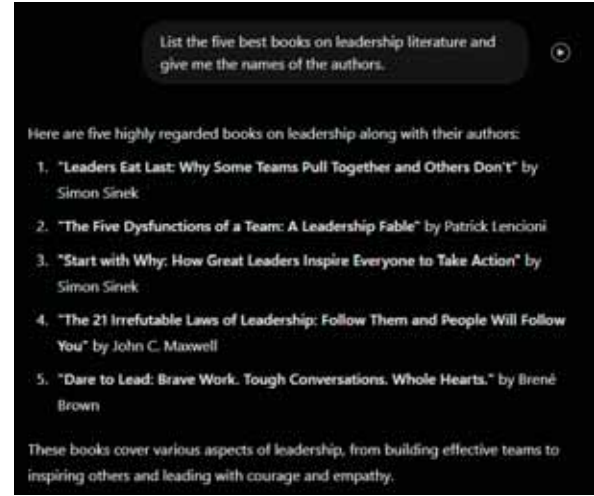 List the five best books on leadership literature and
give me the names of the authors.
Here are five highly regarded books on leadership along with their authors:
1. "Leaders Eat Last: Why Some Teams Pull Together and Others Don't" by
Simon Sinek
2. "The Five Dysfunctions of a Team: A Leadership Fable" by Patrick Lencioni
3. "Start with Why: How Great Leaders Inspire Everyone to Take Action" by
Simon Sinek
4. "The 21 Irrefutable Laws of Leadership: Follow Them and People Will Follow
You" by John C. Maxwell
5. "Dare to Lead: Brave Work. Tough Conversations. Whole Hearts." by Brené
Brown
These books cover various aspects of leadership, from building effective teams to
inspiring others and leading with courage and empathy.